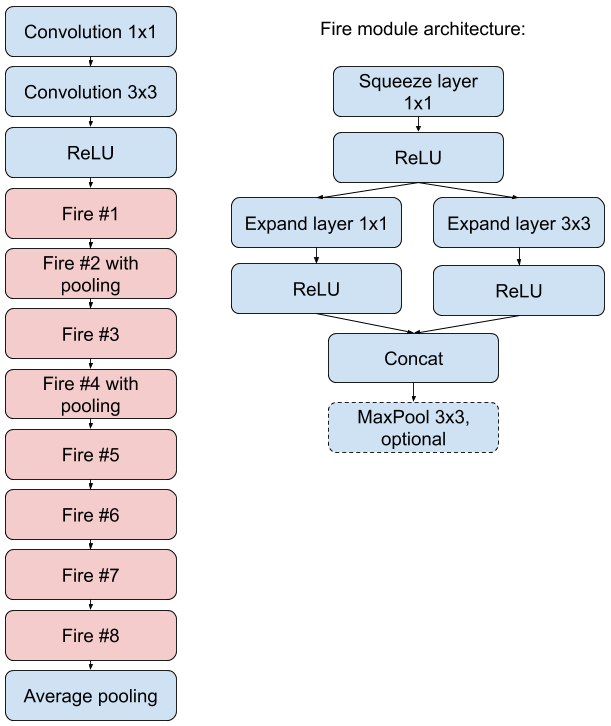 Convolution 1x1
Convolution 3x3
ReLU
Fire #1
Fire #2 with
pooling
Fire #3
Fire #4 with
pooling
Fire #5
Fire #6
Fire #7
Fire #8
Average pooling
Fire module architecture:
Squeeze layer
1x1
ReLU
Expand layer 1x1
Expand layer 3x3
ReLU
ReLU
Concat
MaxPool 3x3,
optional